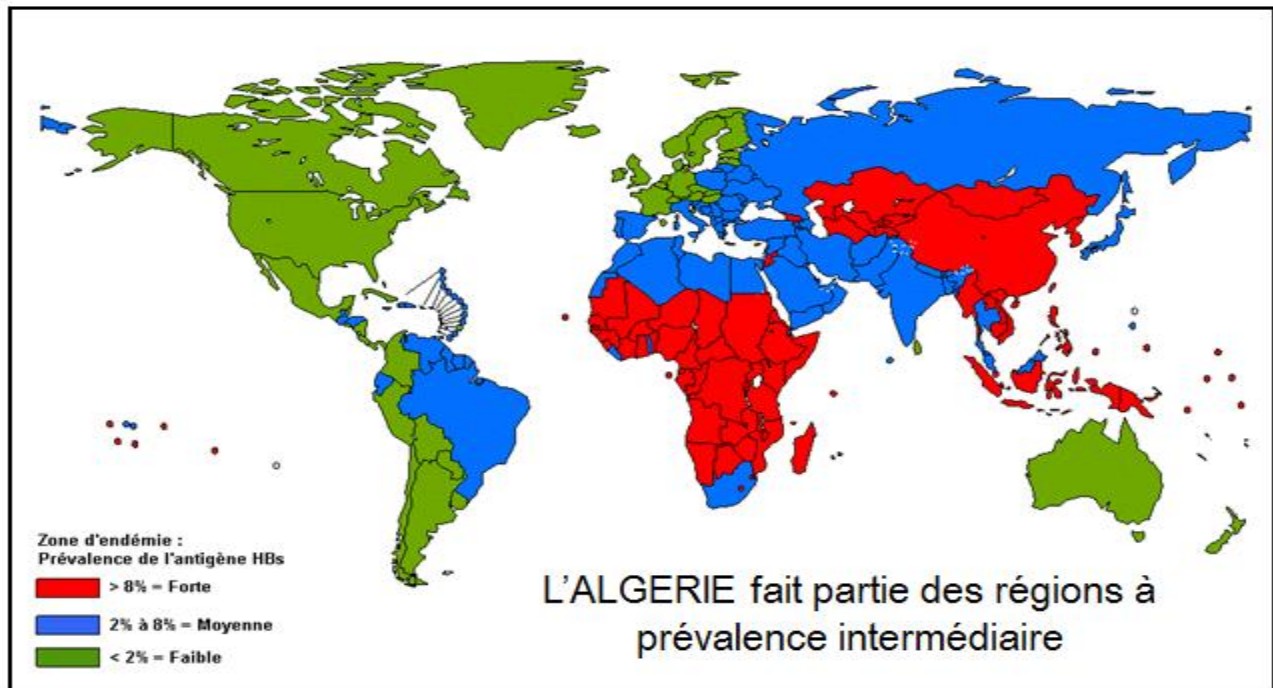 Zone d'endémie :
Prévalence de l'antigène HBs
> 8% = Forte
2% à 8% = Moyenne
< 2% = Faible
L'ALGERIE fait partie des régions à
prévalence intermédiaire